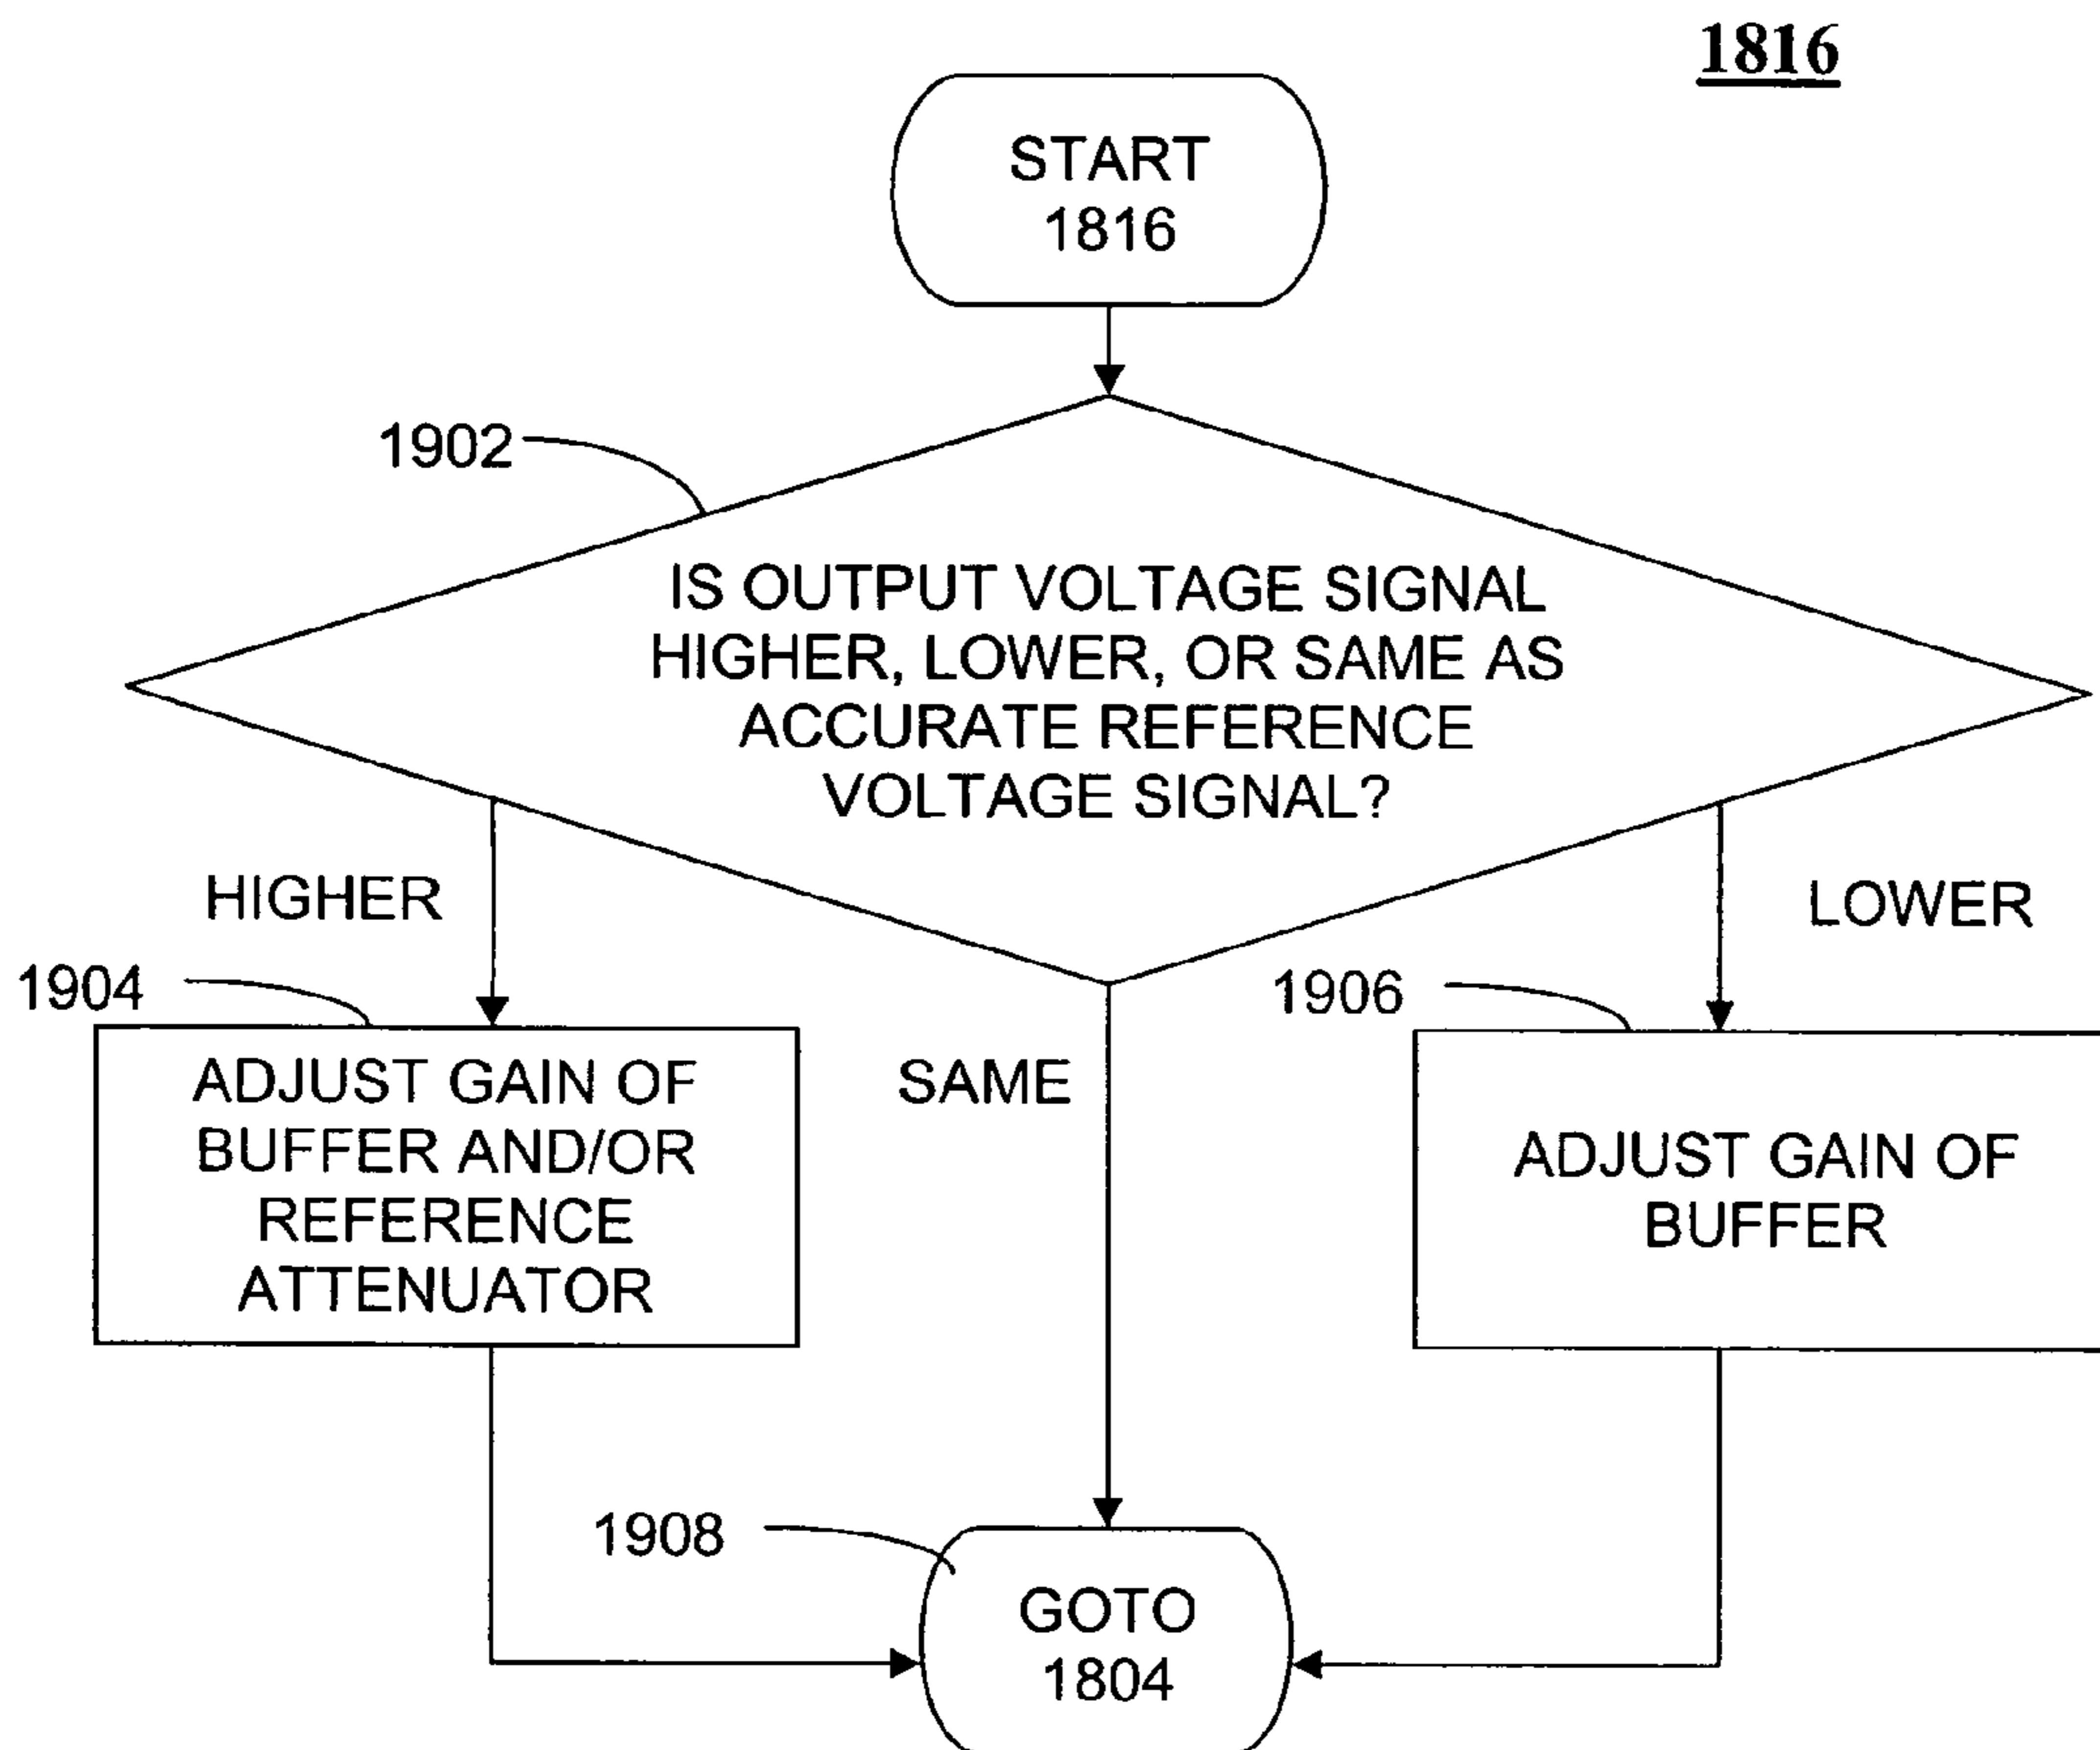 1816
START
1816
1902
IS OUTPUT VOLTAGE SIGNAL
HIGHER, LOWER, OR SAME AS
ACCURATE REFERENCE
VOLTAGE SIGNAL?
HIGHER
LOWER
1904
1906
ADJUST GAIN OF
BUFFER AND/OR
REFERENCE
ATTENUATOR
SAME
ADJUST GAIN OF
BUFFER
1908
GOTO
1804